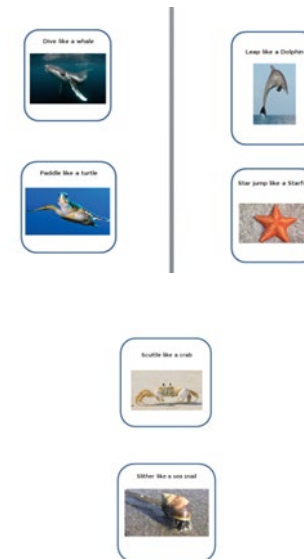 Dive like a whale
Leap like a Dolphin
Paddle like a turtle
Star jump like a Starf
Scuttle like a crab
Slither like a sea snail